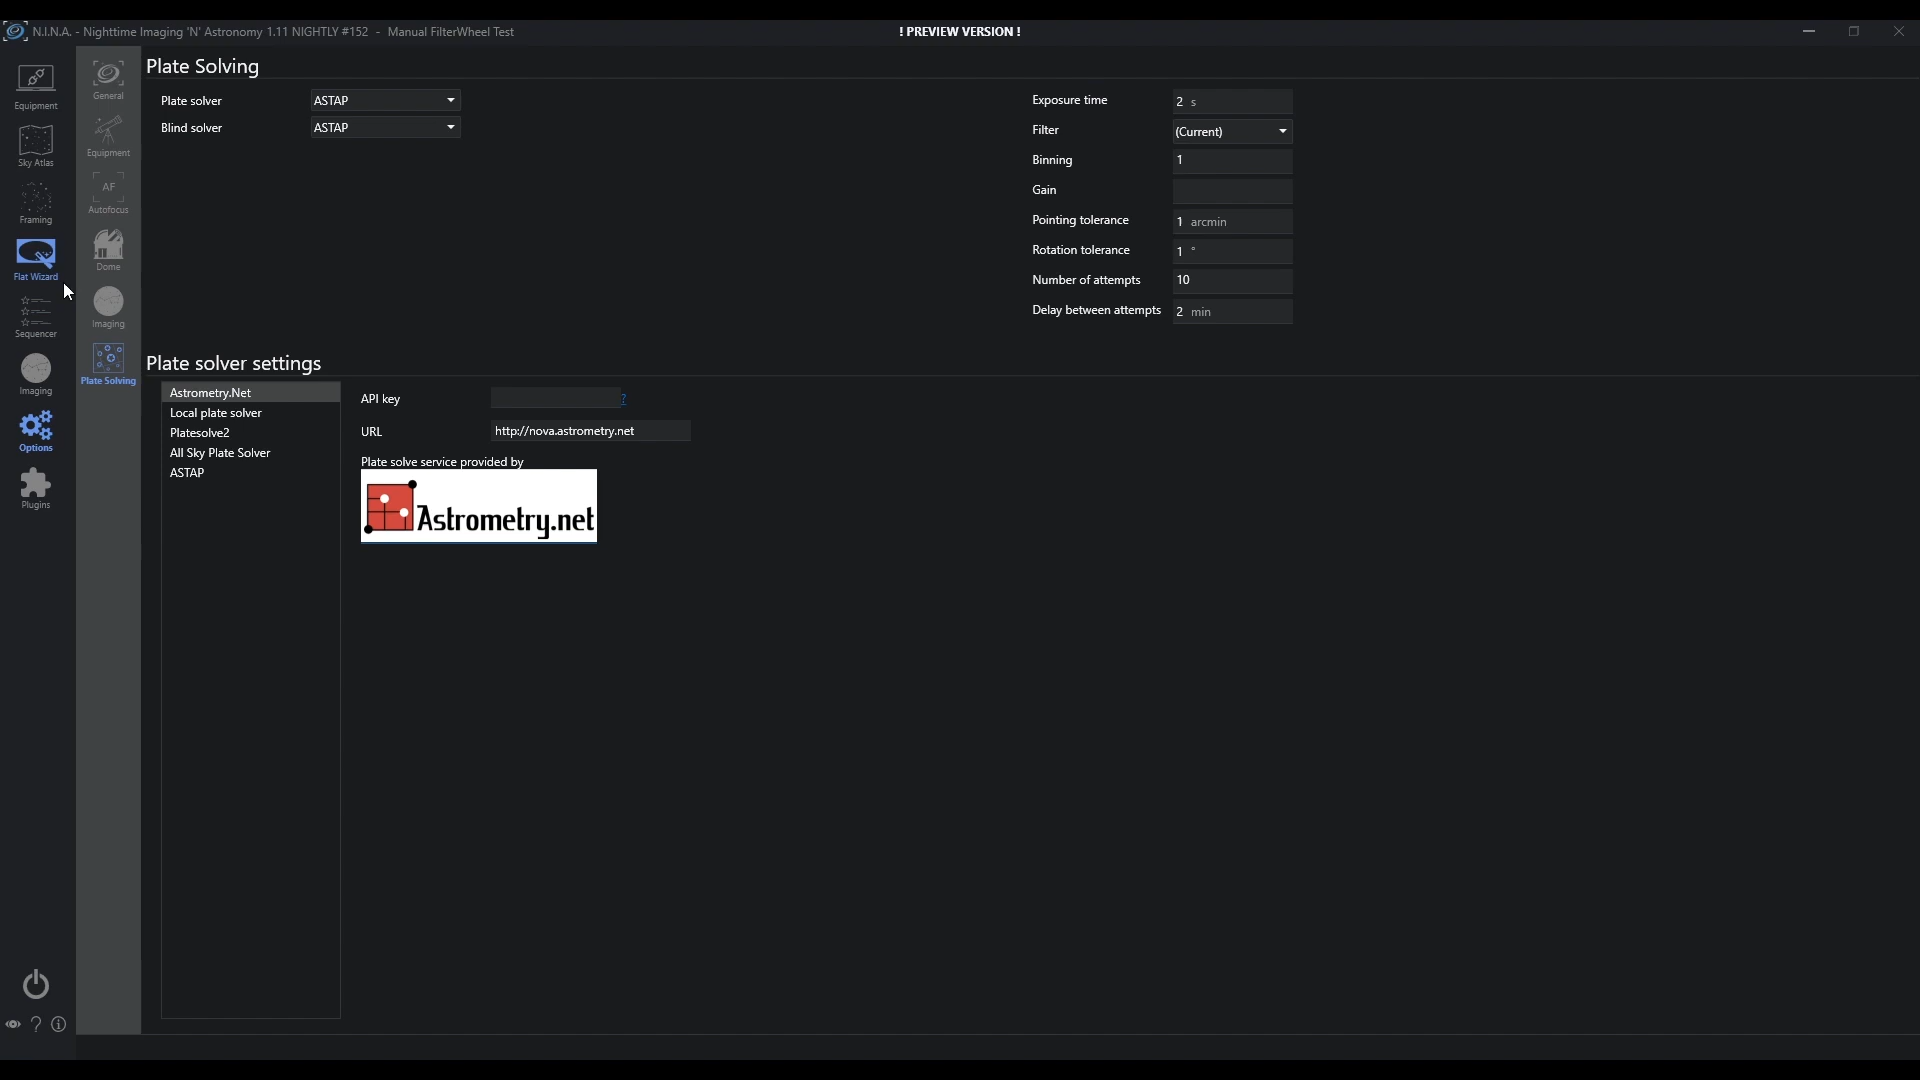 N.I.N.A. - Nighttime Imaging 'N' Astronomy 1.11 NIGHTLY #152 - Manual FilterWheel Test
! PREVIEW VERSION !
Equipment
Sky Atlas
Framing
Flat Wizard
Sequencer
Imaging
Options
Plugins
?
General
Equipment
AF
Autofocus
Dome
Imaging
Plate Solving
Plate Solving
Plate solver ASTAP
Blind solver ASTAP
Exposure time 2 s
Filter (Current)
Binning 1
Gain
Pointing tolerance 1 arcmin
Rotation tolerance 1 °
Number of attempts 10
Delay between attempts 2 min
Plate solver settings
Astrometry.Net
Local plate solver
Platesolve2
All Sky Plate Solver
ASTAP
API key ?
URL http://nova.astrometry.net
Plate solve service provided by
Astrometry.net